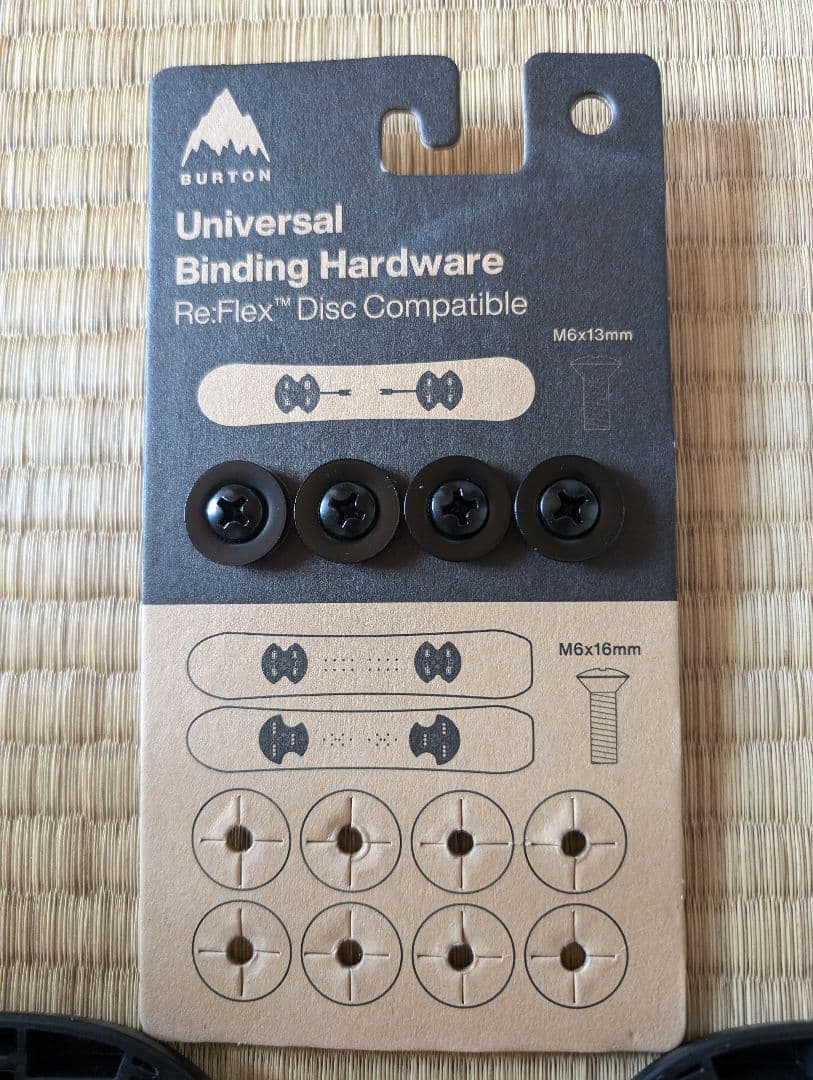 BURTON
Universal
Binding Hardware
Re:Flex™ Disc Compatible
M6x13mm
M6x16mm